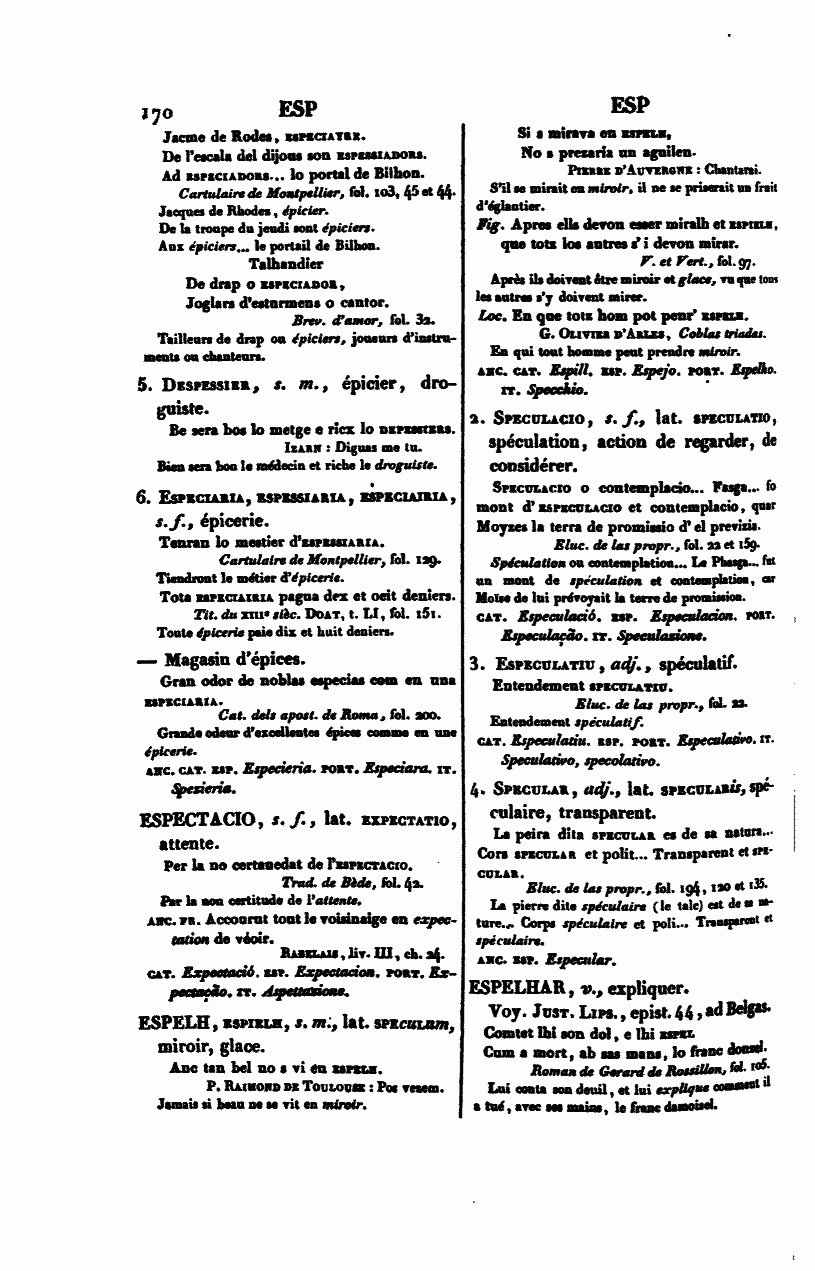 170 ESP
Jacme de Rodes, ESPECIAYRE.
De l'escala del dijous son ESPESSIADORS.
Ad ESPECIADORS... lo portal de Bilhon.
Cartulaire de Montpellier, fol. 103, 45 et 44.
Jacques de Rhodes, épicier.
De la troupe du jeudi sont épiciers.
Aux épiciers... le portail de Bilhon.
Talhandier
De drap o ESPECIADOR,
Joglars d'esturmens o cantor.
Brev. d'amor, fol. 32.
Tailleurs de drap ou épiciers, joueurs d'instru-
ments ou chanteurs.
5. DESPESSIER, s. m., épicier, dro-
guiste.
Be sera bos lo metge e ricx lo DEPESSIERS.
IZARN : Diguas me tu.
Bien sera bon le médecin et riche le droguiste.
6. ESPECIARIA, ESPESSIARIA, ESPECIAIRIA,
s. f., épicerie.
Tenran lo mestier d'ESPESSIARIA.
Cartulaire de Montpellier, fol. 129.
Tiendront le métier d'épicerie.
Tota ESPECIAIRIA pagua dex et oeit deniers.
Tit. du XIIIe sièc. DOAT, t. LI, fol. 151.
Toute épicerie paie dix et huit deniers.
— Magasin d'épices.
Gran odor de noblas especias com en una
ESPECIARIA.
Cat. dels apost. de Roma, fol. 200.
Grande odeur d'excellentes épices comme en une
épicerie.
ANC. CAT. ESP. Especieria. PORT. Especiara. IT.
Spezieria.
ESPECTACIO, s. f., lat. EXPECTATIO,
attente.
Per la no certanedat de l'ESPECTACIO.
Trad. de Bède, fol. 42.
Par la non certitude de l'attente.
ANC. FR. Accourut tout le voisinaige en expec-
tation de véoir.
RABELAIS, liv. III, ch. 24.
CAT. Expectació. ESP. Expectacion. PORT. Ex-
pectação. IT. Aspettazione.
ESPELH, ESPIELH, s. m., lat. SPECULUM,
miroir, glace.
Anc tan bel no s vi en ESPELH.
P. RAIMOND DE TOULOUSE : Pos vesem.
Jamais si beau ne se vit en miroir.
ESP
Si s mirava en ESPELH,
No s prezaria un aguilen.
PIERRE D'AUVERGNE : Chantarai.
S'il se mirait en miroir, il ne se priserait un frait
d'églantier.
Fig. Apres ells devon esser miralh et ESPIELH,
que totz los autres s'i devon mirar.
V. et Vert., fol. 97.
Après ils doivent être miroir et glace, vu que tous
les autres s'y doivent mirer.
Loc. En que totz hom pot penr' ESPELH.
G. OLIVIER D'ARLES, Coblas triadas.
En qui tout homme peut prendre miroir.
ANC. CAT. Espill. ESP. Espejo. PORT. Espelho.
IT. Specchio.
2. SPECULACIO, s. f., lat. SPECULATIO,
spéculation, action de regarder, de
considérer.
SPECULACIO o contemplacio... Fasga... fo
mont d'ESPECULACIO et contemplacio, quar
Moyzes la terra de promissio d'el previzia.
Eluc. de las propr., fol. 22 et 159.
Spéculation ou contemplation... Le Phasga... fut
un mont de spéculation et contemplation, car
Moïse de lui prévoyait la terre de promission.
CAT. Especulació. ESP. Especulacion. PORT.
Especulação. IT. Speculazione.
3. ESPECULATIU, adj., spéculatif.
Entendement SPECULATIU.
Eluc. de las propr., fol. 22.
Entendement spéculatif.
CAT. Especulatiu. ESP. PORT. Especulativo. IT.
Speculativo, specolativo.
4. SPECULAR, adj., lat. SPECULARIS, spé-
culaire, transparent.
La peira dita SPECULAR es de sa natura...
Cors SPECULAR et polit... Transparent et SPE-
CULAR.
Eluc. de las propr., fol. 194, 120 et 135.
La pierre dite spéculaire (le talc) est de sa na-
ture... Corps spéculaire et poli... Transparent et
spéculaire.
ANC. ESP. Especular.
ESPELHAR, v., expliquer.
Voy. JUST. LIPS., epist. 44, ad Belgas.
Comtet lhi son dol, e lhi ESPEL
Cum a mort, ab sas mans, lo franc donsel.
Roman de Gerard de Rossillon, fol. 105.
Lui conta son deuil, et lui explique comment il
a tué, avec ses mains, le franc damoisel.